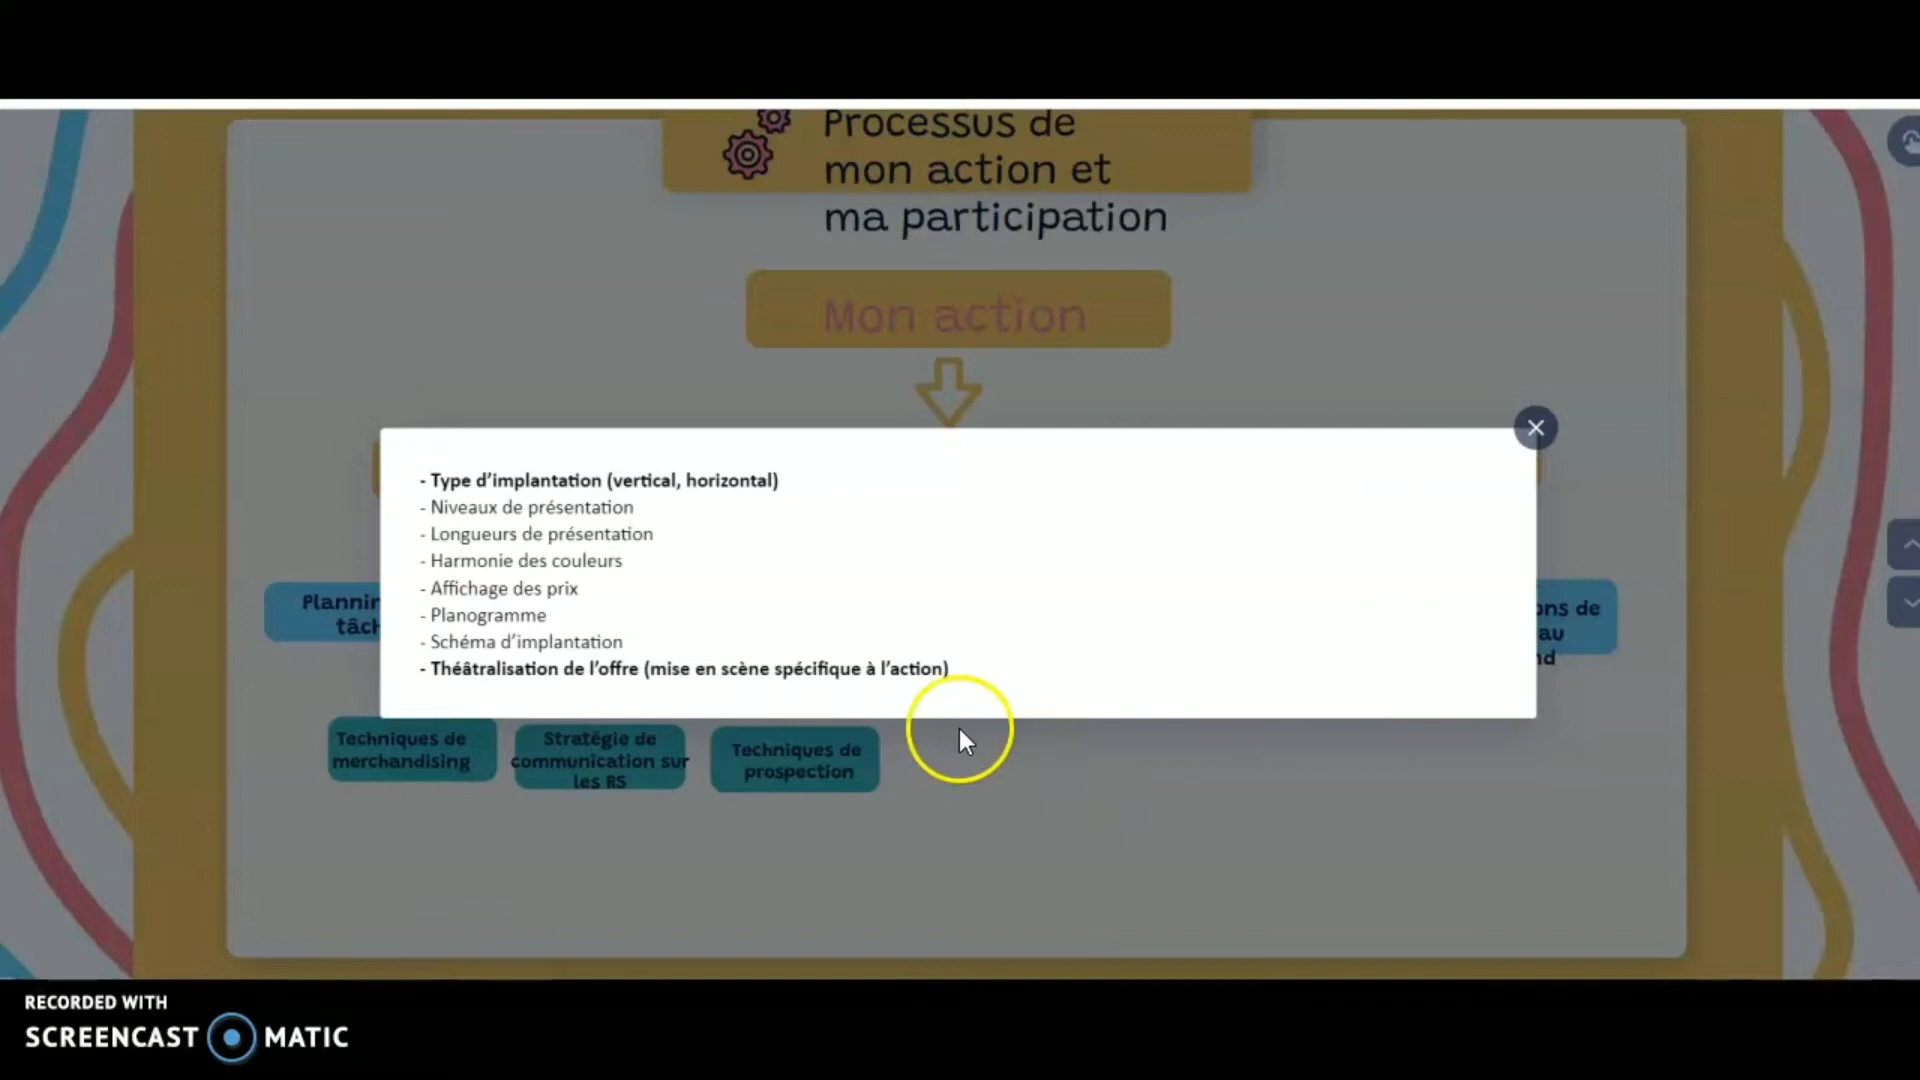 Processus de
mon action et
ma participation
Mon action
- Type d'implantation (vertical, horizontal)
- Niveaux de présentation
- Longueurs de présentation
- Harmonie des couleurs
- Affichage des prix
- Planogramme
- Schéma d'implantation
- Théâtralisation de l'offre (mise en scène spécifique à l'action)
au
Techniques de
merchandising
Stratégie de
communication sur
les RS
Techniques de
prospection
RECORDED WITH
SCREENCAST MATIC